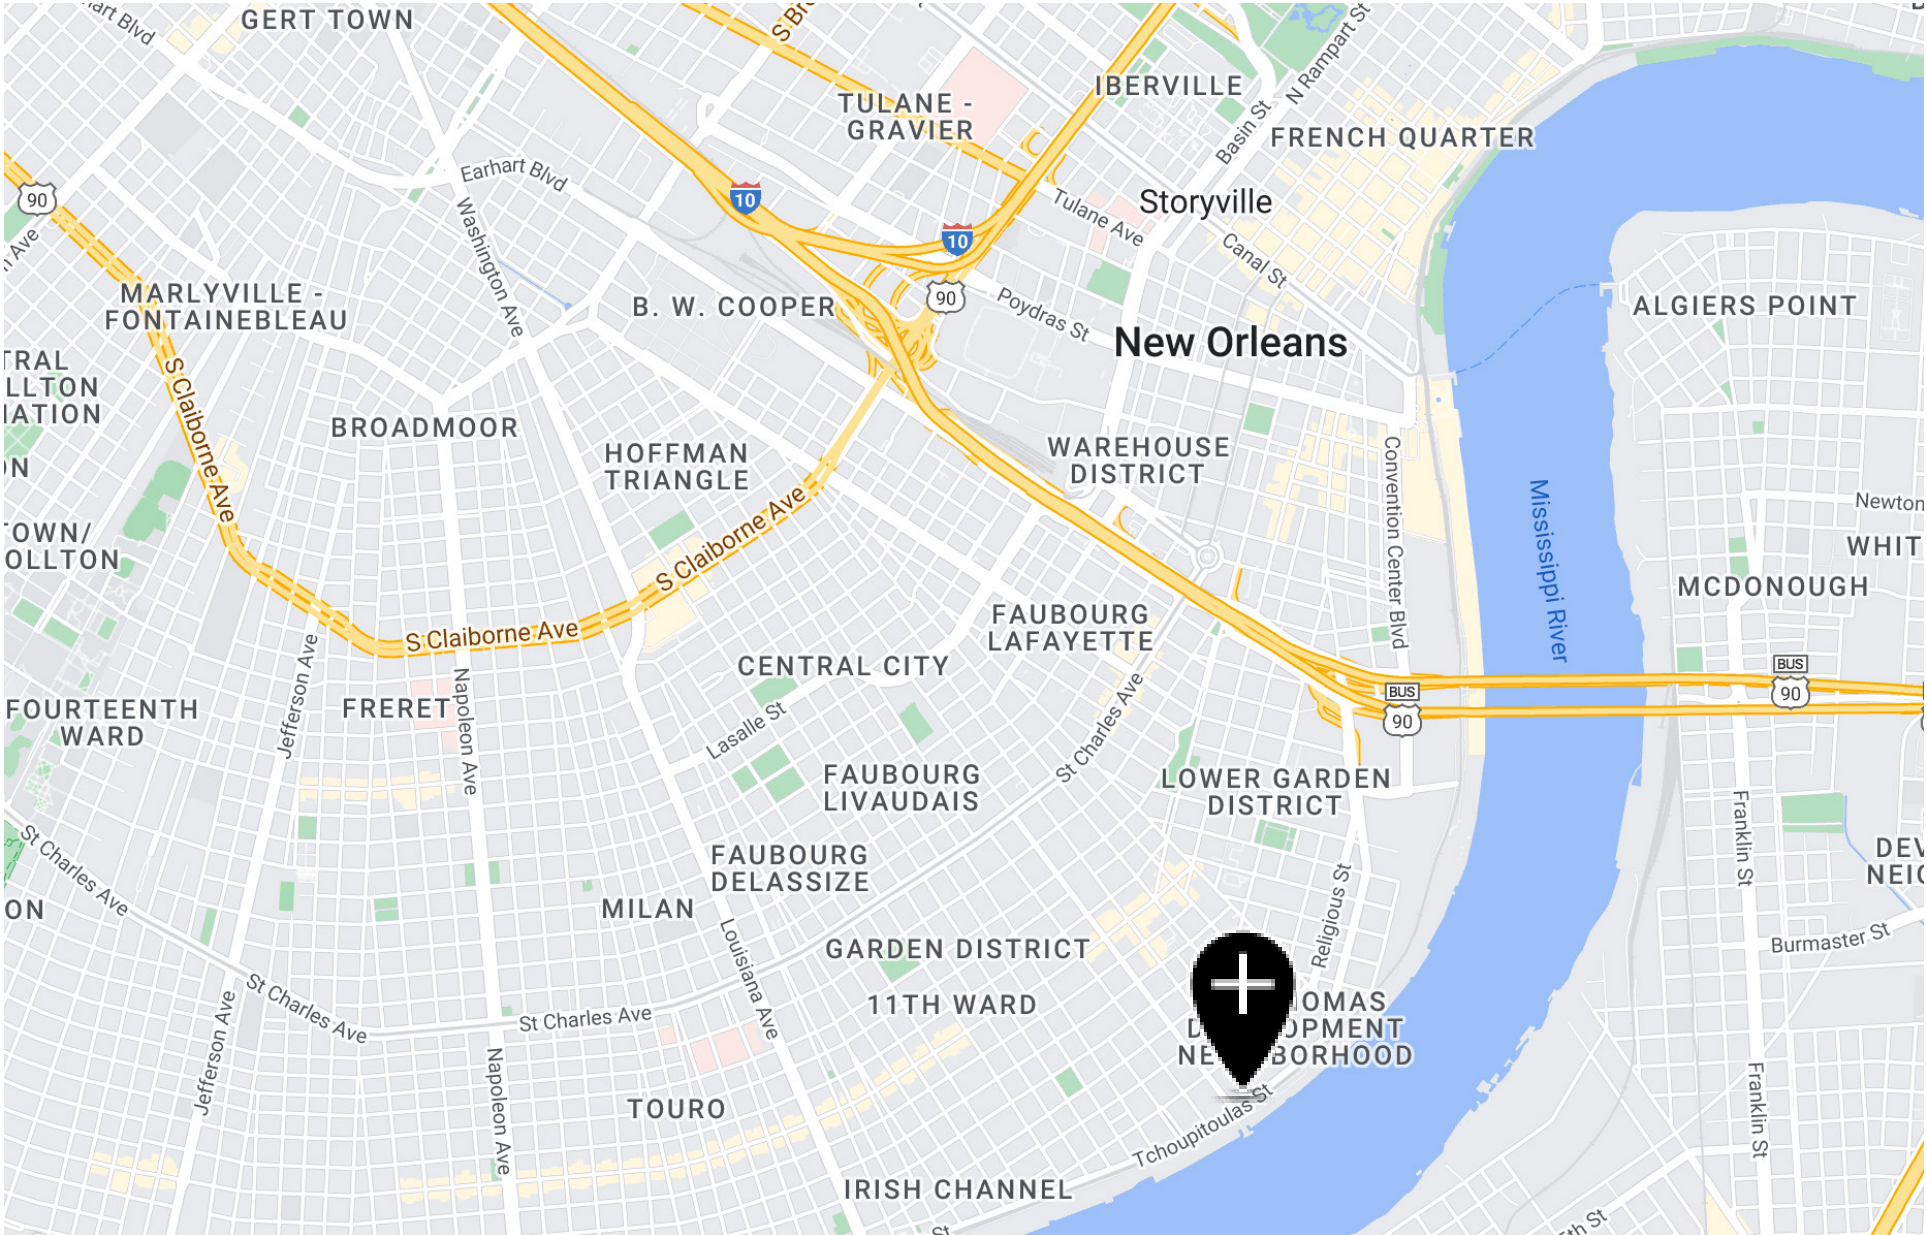 GERT TOWN
IBERVILLE
N Rampart St
TULANE -
GRAVIER
Basin St
FRENCH QUARTER
Earhart Blvd
10
90
Tulane Ave
Storyville
Washington Ave
10
Canal St
MARLYVILLE -
FONTAINEBLEAU
B. W. COOPER
90
Poydras St
New Orleans
ALGIERS POINT
S Claiborne Ave
BROADMOOR
HOFFMAN
TRIANGLE
WAREHOUSE
DISTRICT
Convention Center Blvd
Mississippi River
Newton
S Claiborne Ave
WHIT
MCDONOUGH
S Claiborne Ave
FAUBOURG
LAFAYETTE
CENTRAL CITY
Jefferson Ave
Napoleon Ave
BUS
90
BUS
90
FOURTEENTH
WARD
FRERET
Lasalle St
St Charles Ave
FAUBOURG
LIVAUDAIS
LOWER GARDEN
DISTRICT
St Charles Ave
FAUBOURG
DELASSIZE
Franklin St
MILAN
Religious St
Louisiana Ave
GARDEN DISTRICT
Burmaster St
11TH WARD
St Charles Ave
St Charles Ave
OMAS
D OPMENT
NE BORHOOD
Jefferson Ave
Napoleon Ave
TOURO
Tchoupitoulas St
Franklin St
IRISH CHANNEL
St